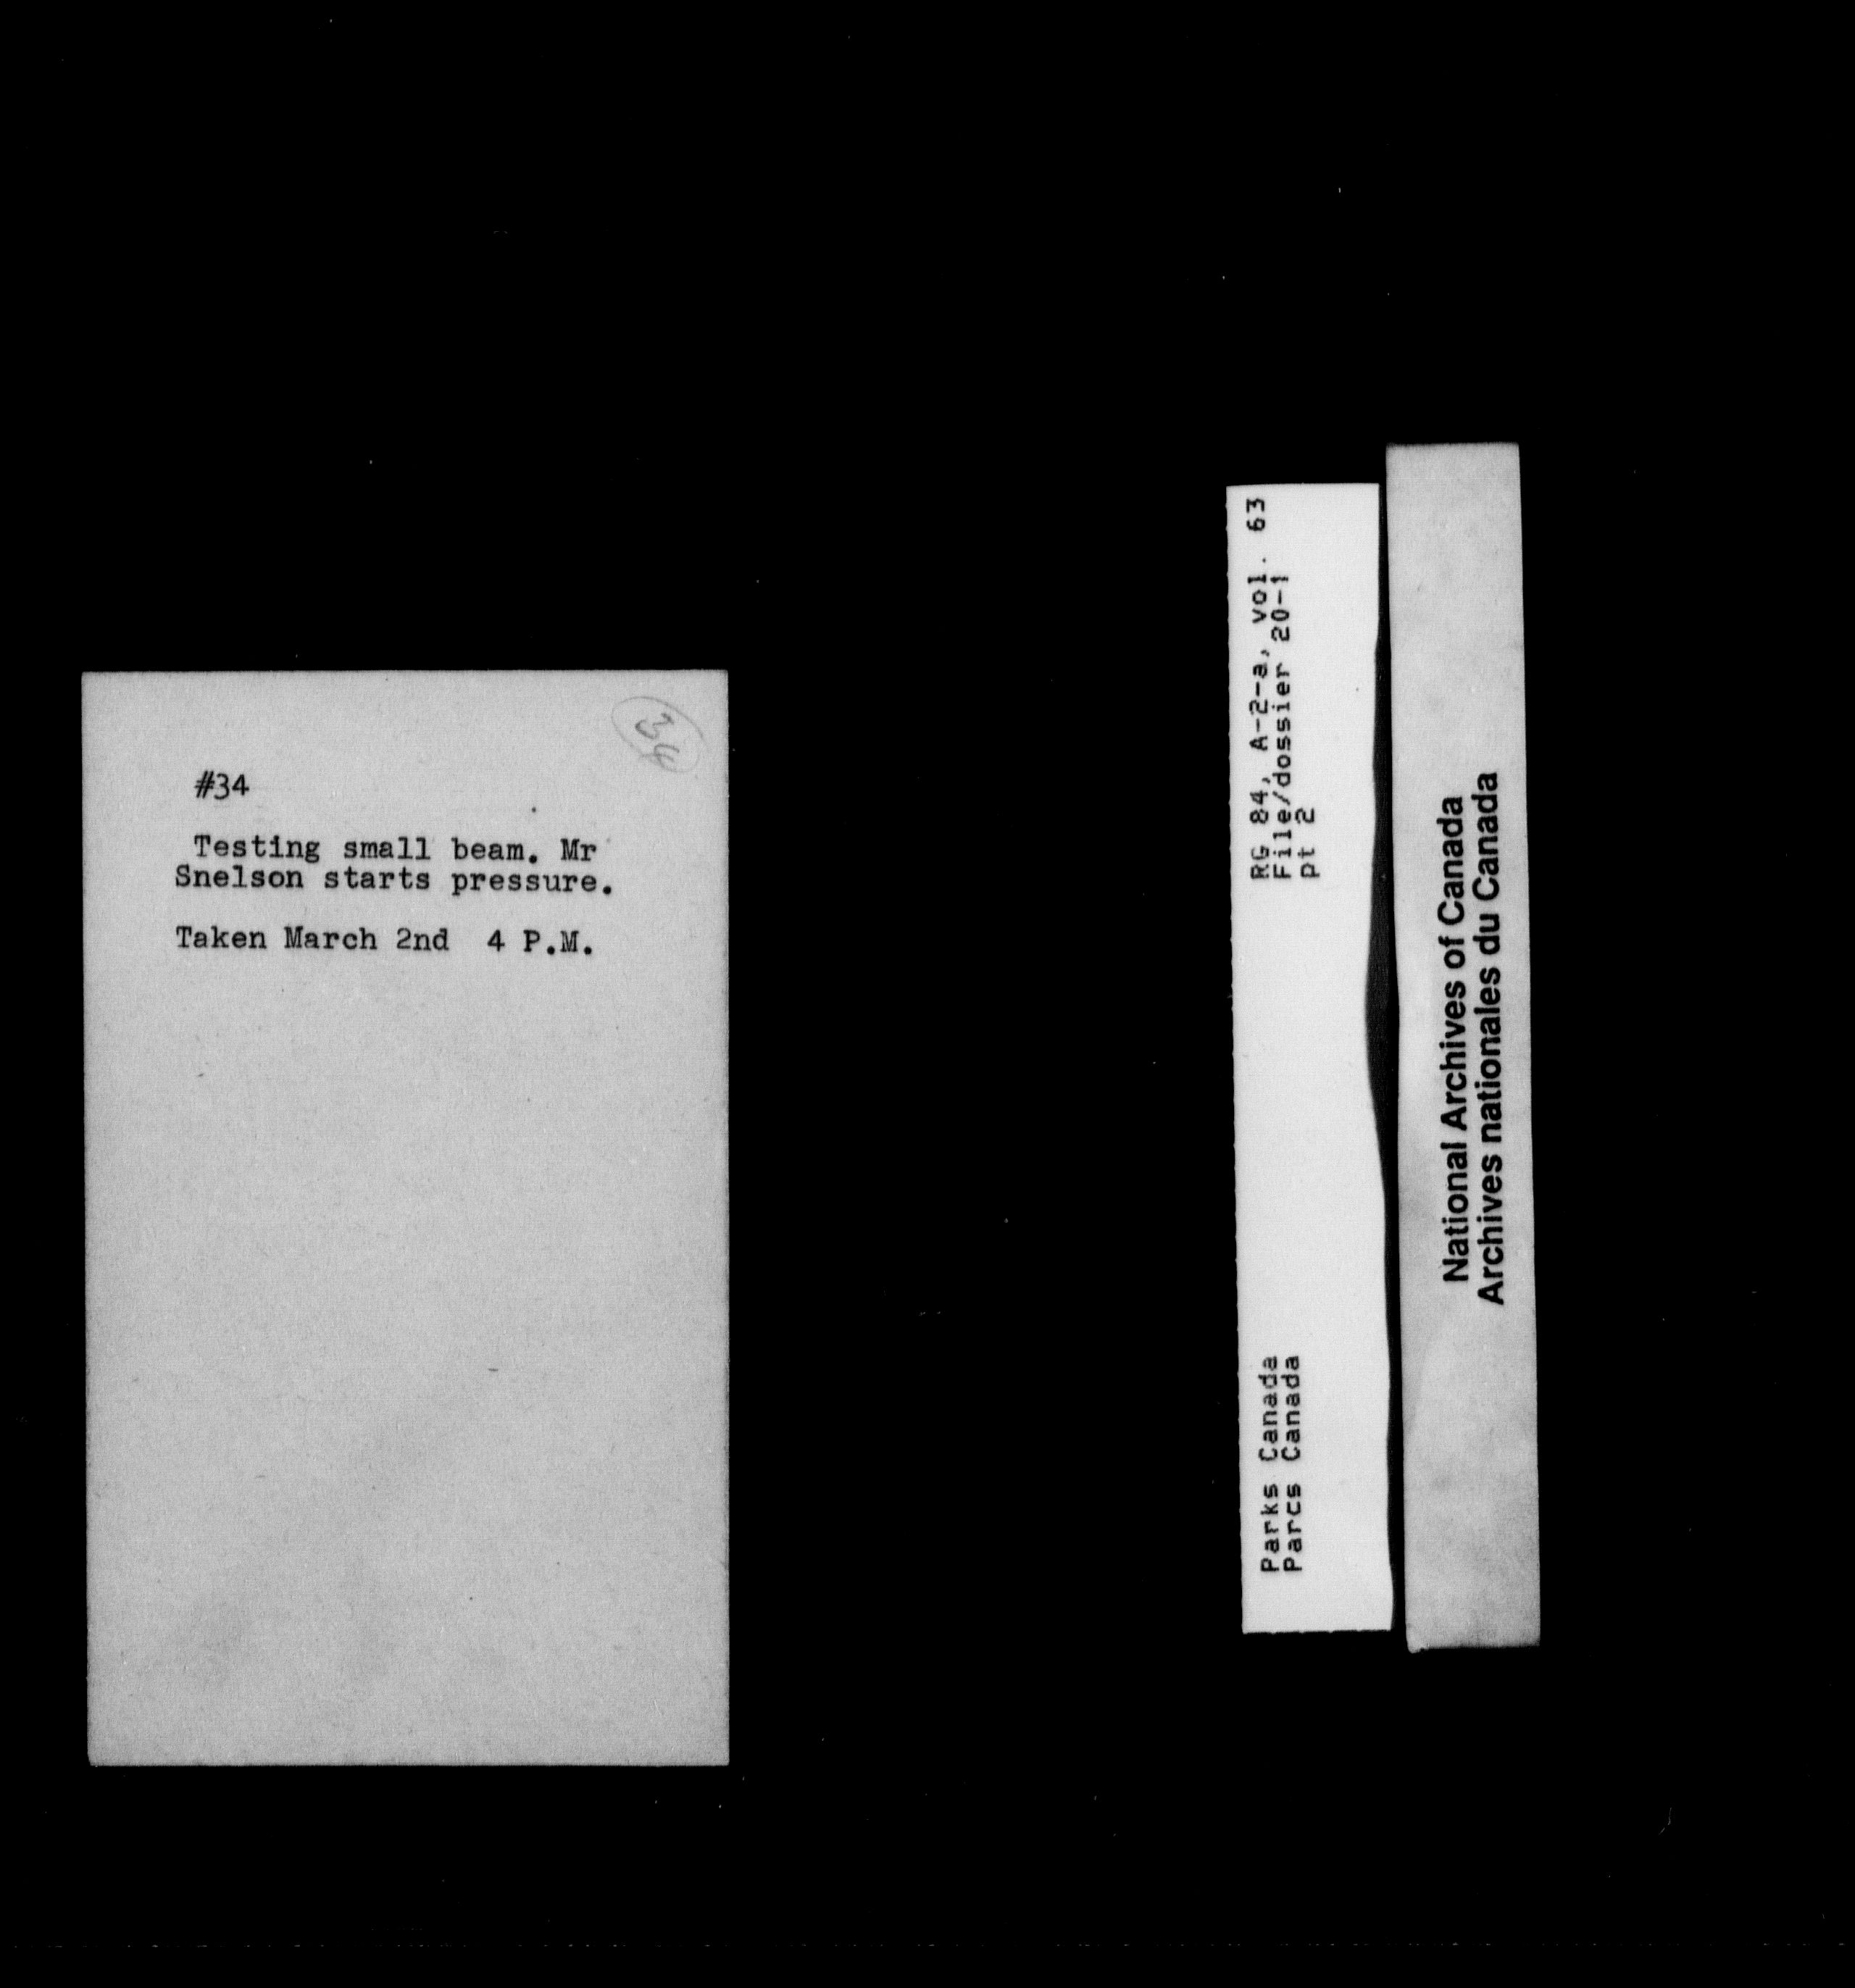 34
#34
Testing small beam. Mr
Snelson starts pressure.
Taken March 2nd 4 P.M.
RG 84, A-2-a, vol. 63
File/dossier 20-1
pt 2
Parks Canada
Parcs Canada
National Archives of Canada
Archives nationales du Canada